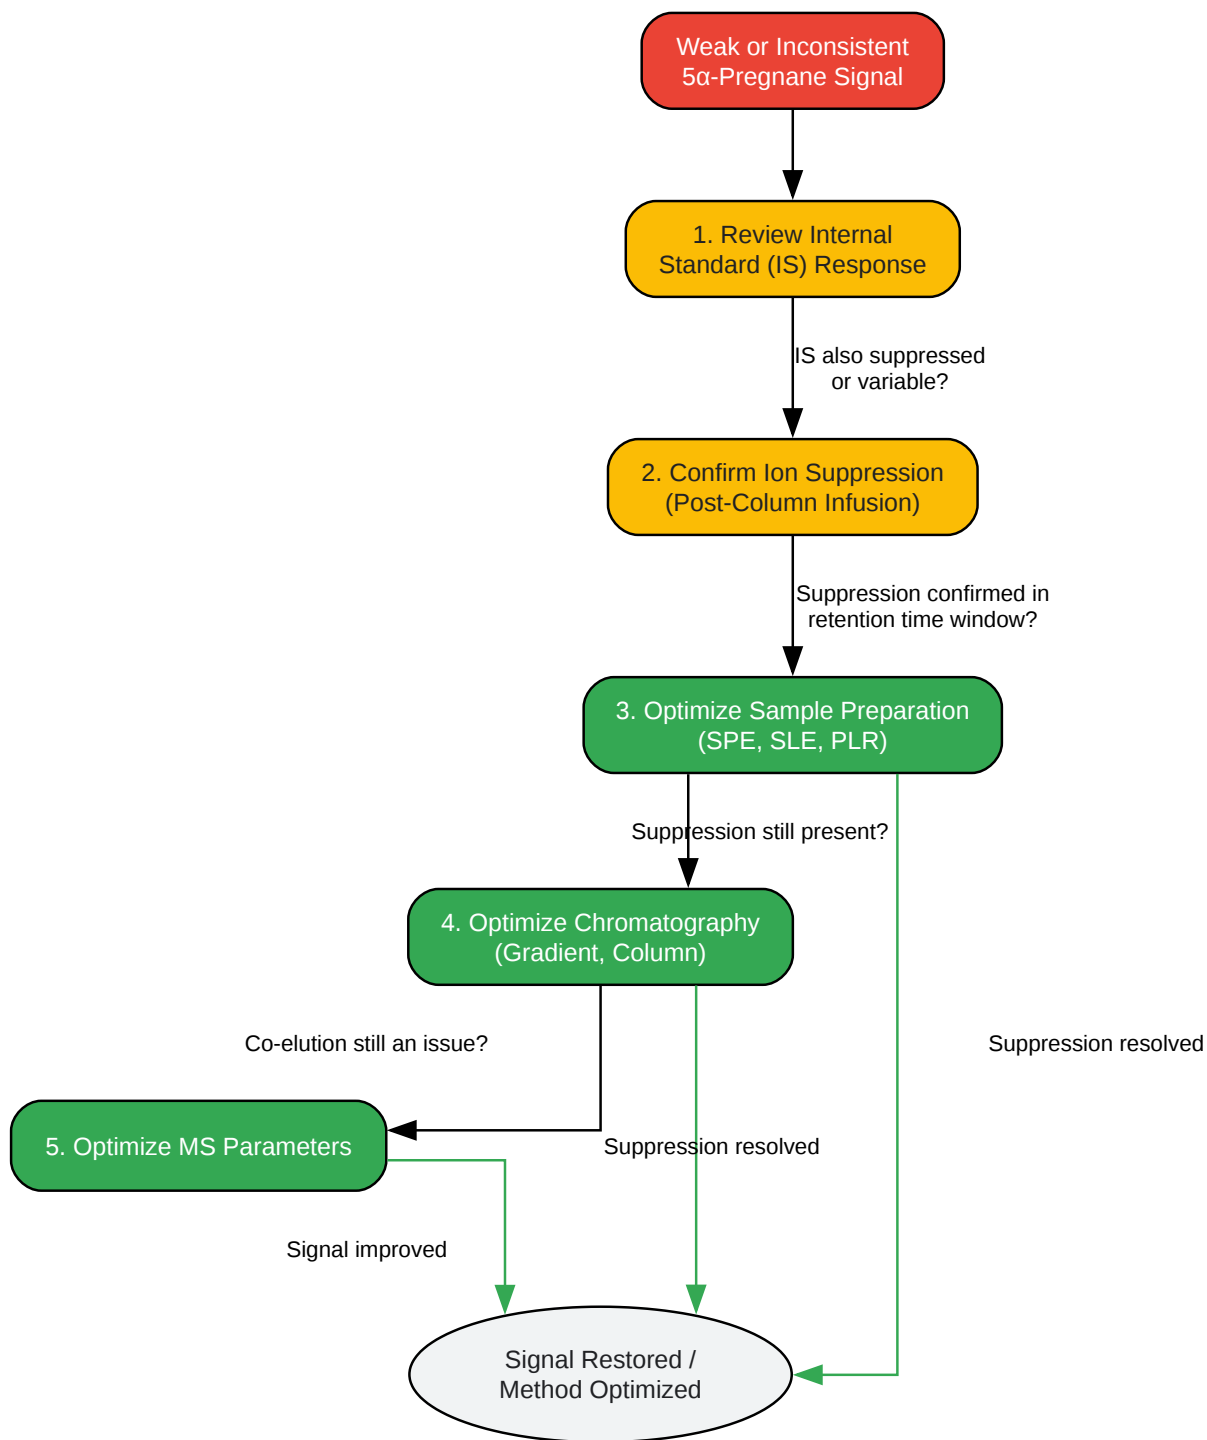 Weak or Inconsistent
5α-Pregnane Signal
1. Review Internal
Standard (IS) Response
IS also suppressed
or variable?
2. Confirm Ion Suppression
(Post-Column Infusion)
Suppression confirmed in
retention time window?
3. Optimize Sample Preparation
(SPE, SLE, PLR)
Suppression still present?
4. Optimize Chromatography
(Gradient, Column)
Co-elution still an issue?
Suppression resolved
5. Optimize MS Parameters
Suppression resolved
Signal improved
Signal Restored /
Method Optimized